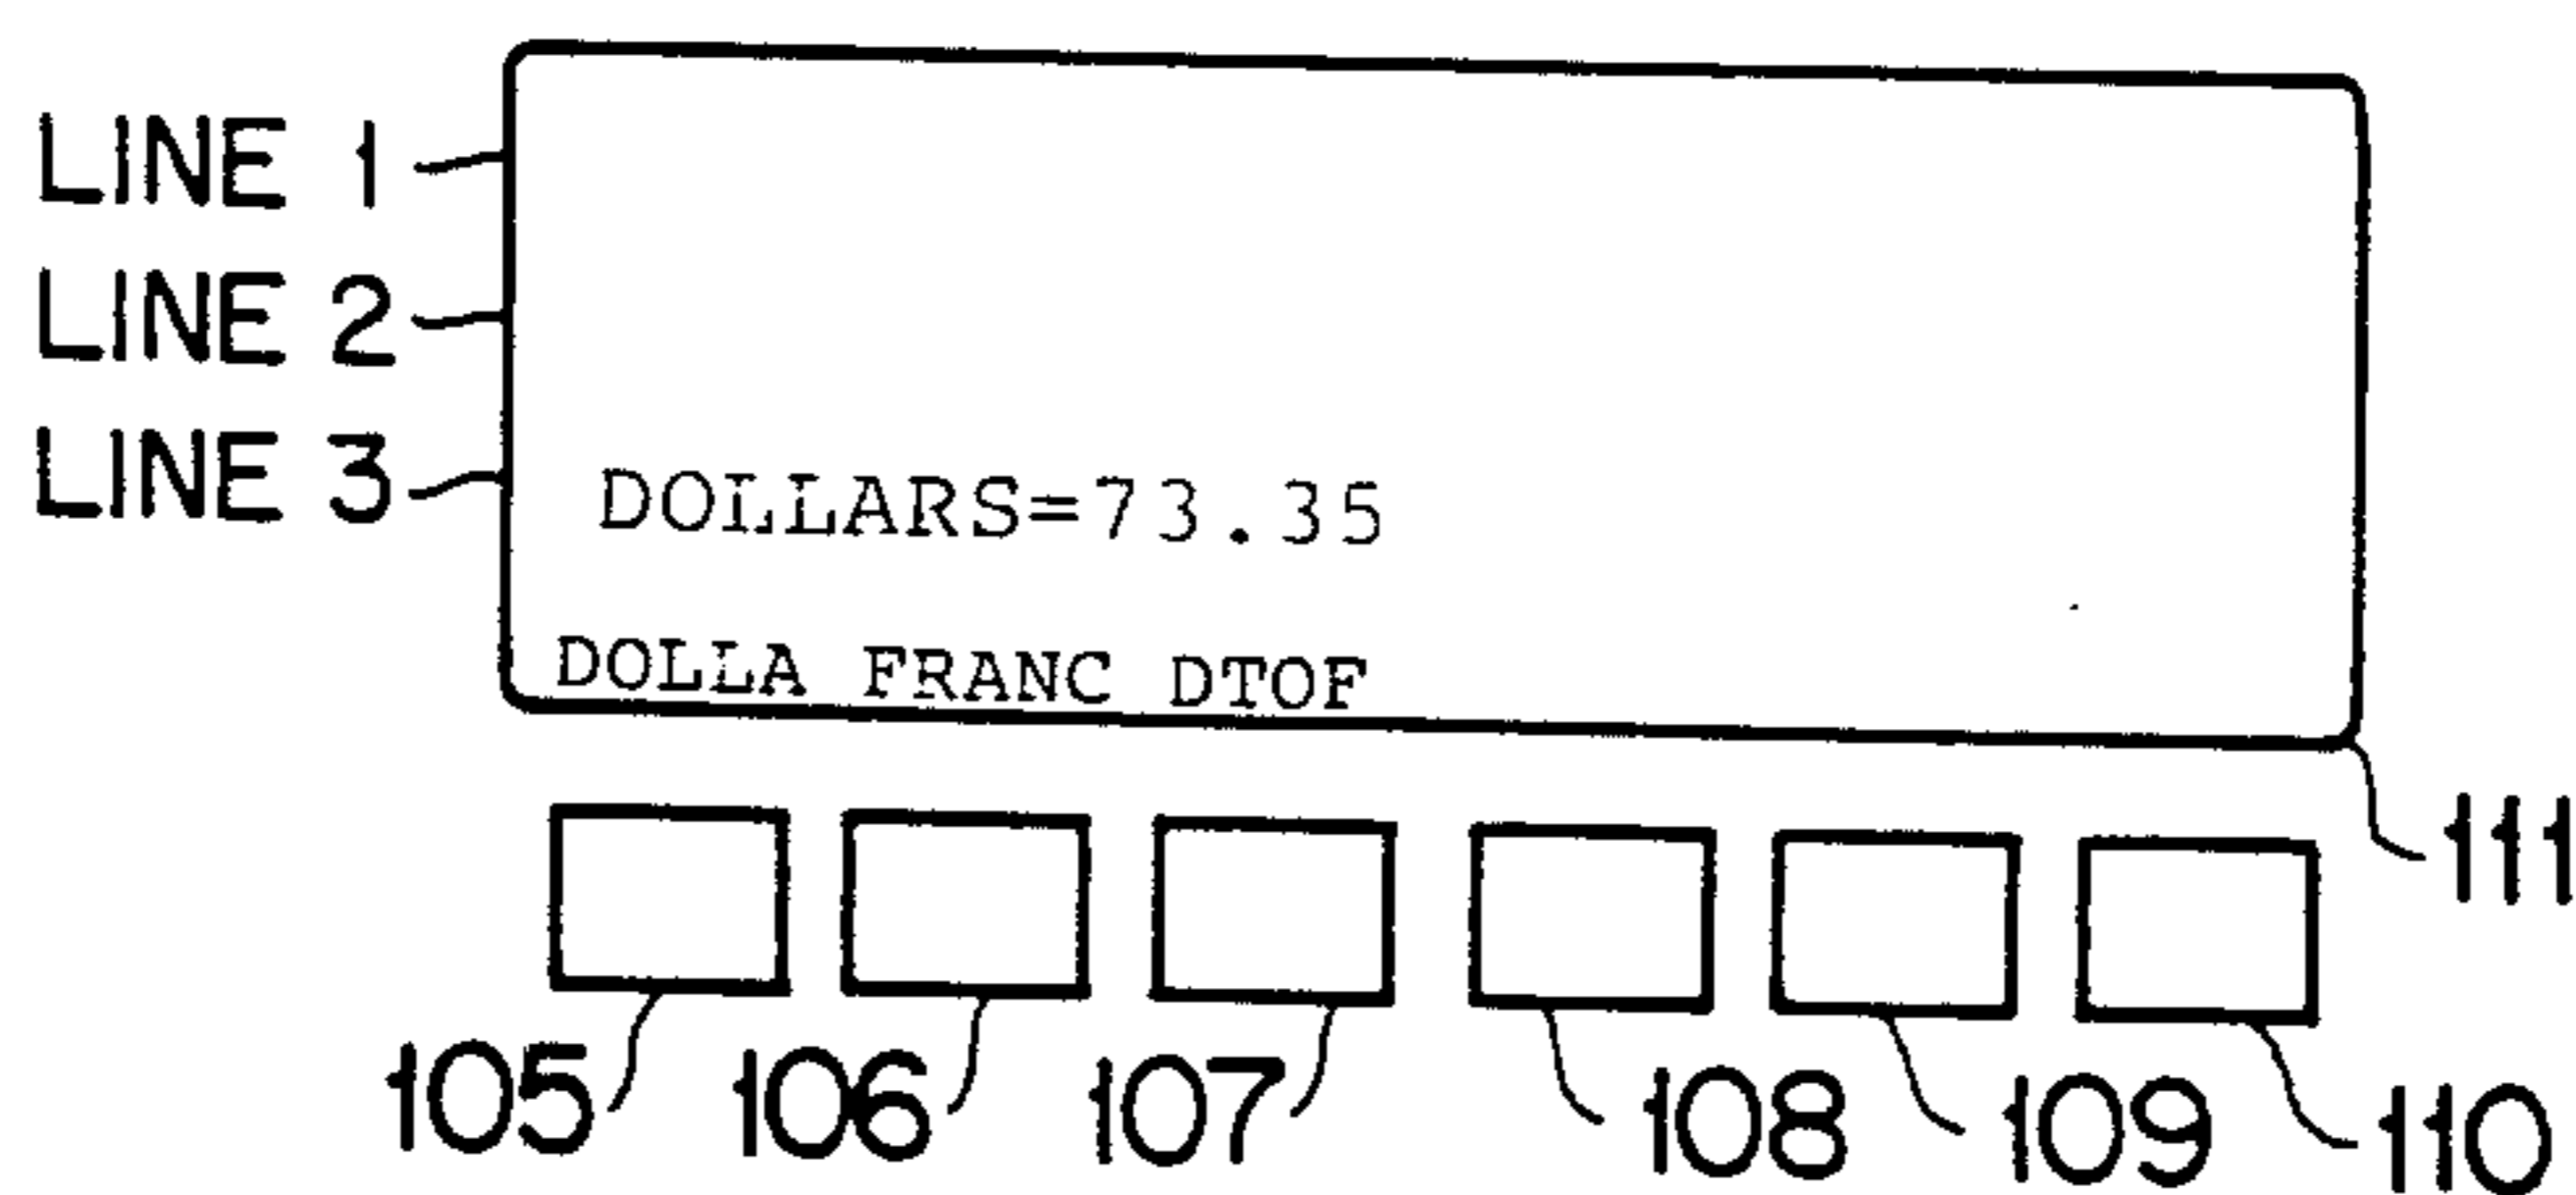 LINE 1
LINE 2
LINE 3
DOLLARS=73.35
DOLLA FRANC DTOF
111
105 106 107 108 109 110